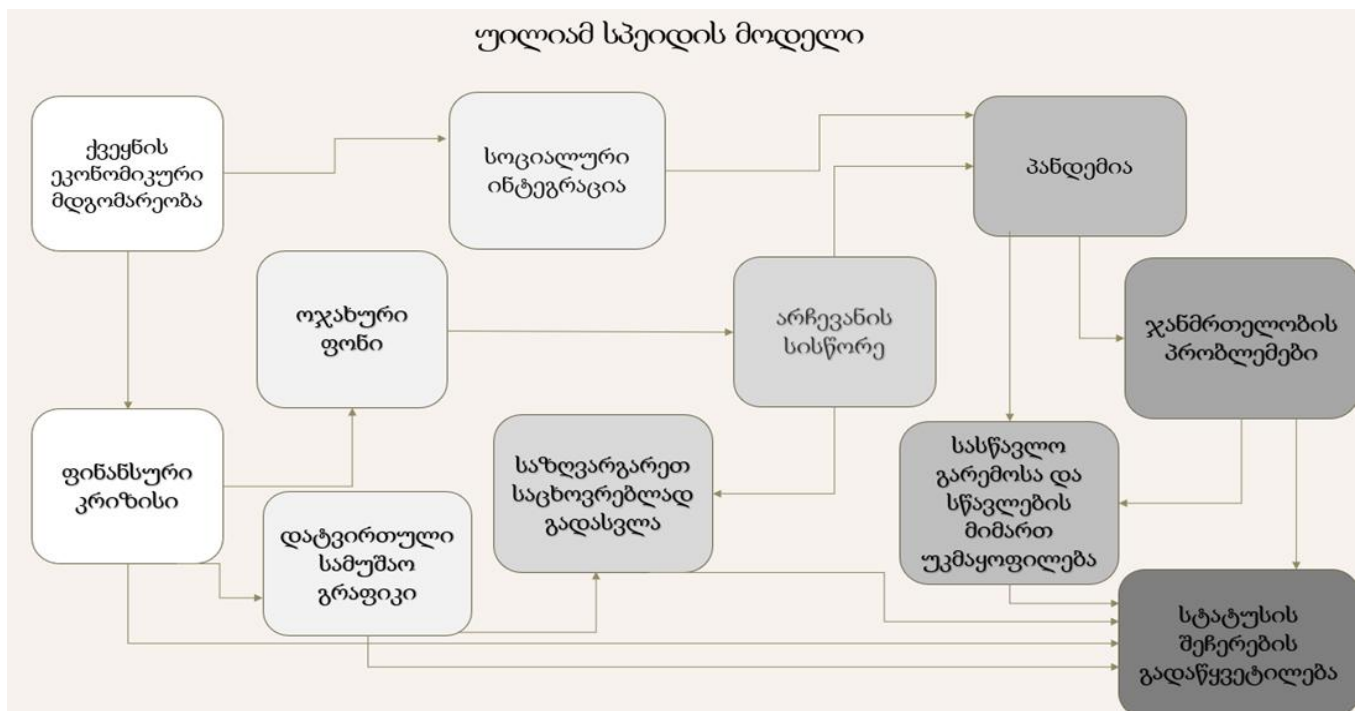 უილიამ სპეიდის მოდელი
ქვეყნის
ეკონომიკური
მდგომარეობა
სოციალური
ინტეგრაცია
პანდემია
ოჯახური
ფონი
არჩევანის
სისწორე
ჯანმრთელობის
პრობლემები
ფინანსური
კრიზისი
საზღვარგარეთ
საცხოვრებლად
გადასვლა
სასწავლო
გარემოსა და
სწავლების
მიმართ
უკმაყოფილება
დატვირთული
სამუშაო
გრაფიკი
სტატუსის
შეჩერების
გადაწყვეტილება